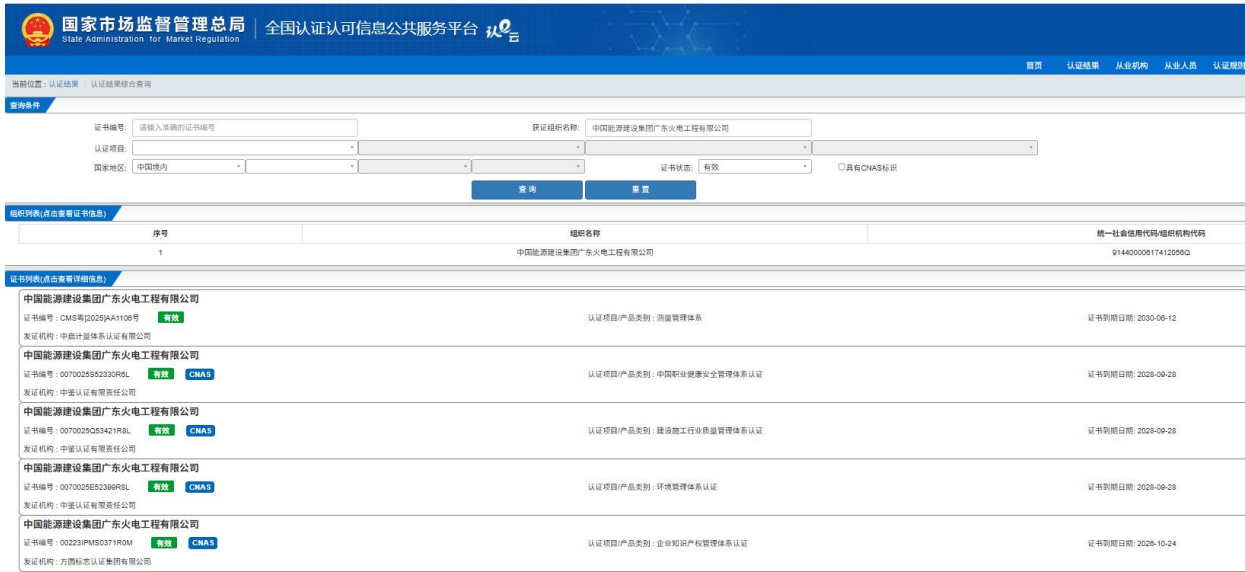 国家市场监督管理总局 全国认证认可信息公共服务平台 认e云
State Administration for Market Regulation
首页 认证结果 从业机构 从业人员 认证规则
当前位置：认证结果 认证结果综合查询
查询条件
证书编号: 请输入准确的证书编号 获证组织名称: 中国能源建设集团广东火电工程有限公司
认证项目:
国家地区: 中国境内 证书状态: 有效 具有CNAS标识
查询 重置
组织列表(点击查看证书信息)
序号 组织名称 统一社会信用代码/组织机构代码
1 中国能源建设集团广东火电工程有限公司 91440000617412056Q
证书列表(点击查看详细信息)
中国能源建设集团广东火电工程有限公司
证书编号：CMS粤[2025]AA1106号 有效 认证项目/产品类别：测量管理体系 证书到期日期: 2030-06-12
发证机构：中启计量体系认证有限公司
中国能源建设集团广东火电工程有限公司
证书编号：0070025S52330R6L 有效 CNAS 认证项目/产品类别：中国职业健康安全管理体系认证 证书到期日期: 2028-09-28
发证机构：中鉴认证有限责任公司
中国能源建设集团广东火电工程有限公司
证书编号：0070025Q53421R8L 有效 CNAS 认证项目/产品类别：建设施工行业质量管理体系认证 证书到期日期: 2028-09-28
发证机构：中鉴认证有限责任公司
中国能源建设集团广东火电工程有限公司
证书编号：0070025E52399R8L 有效 CNAS 认证项目/产品类别：环境管理体系认证 证书到期日期: 2028-09-28
发证机构：中鉴认证有限责任公司
中国能源建设集团广东火电工程有限公司
证书编号：00223IPMS0371R0M 有效 CNAS 认证项目/产品类别：企业知识产权管理体系认证 证书到期日期: 2026-10-24
发证机构：方圆标志认证集团有限公司